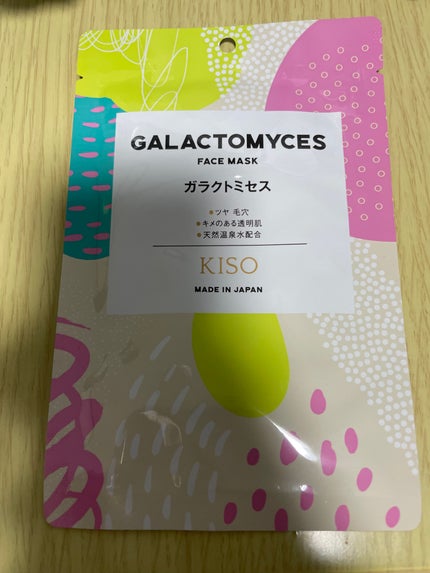 GALACTOMYCES
FACE MASK
ガラクトミセス
●ツヤ 毛穴
●キメのある透明肌
●天然温泉水配合
KISO
MADE IN JAPAN